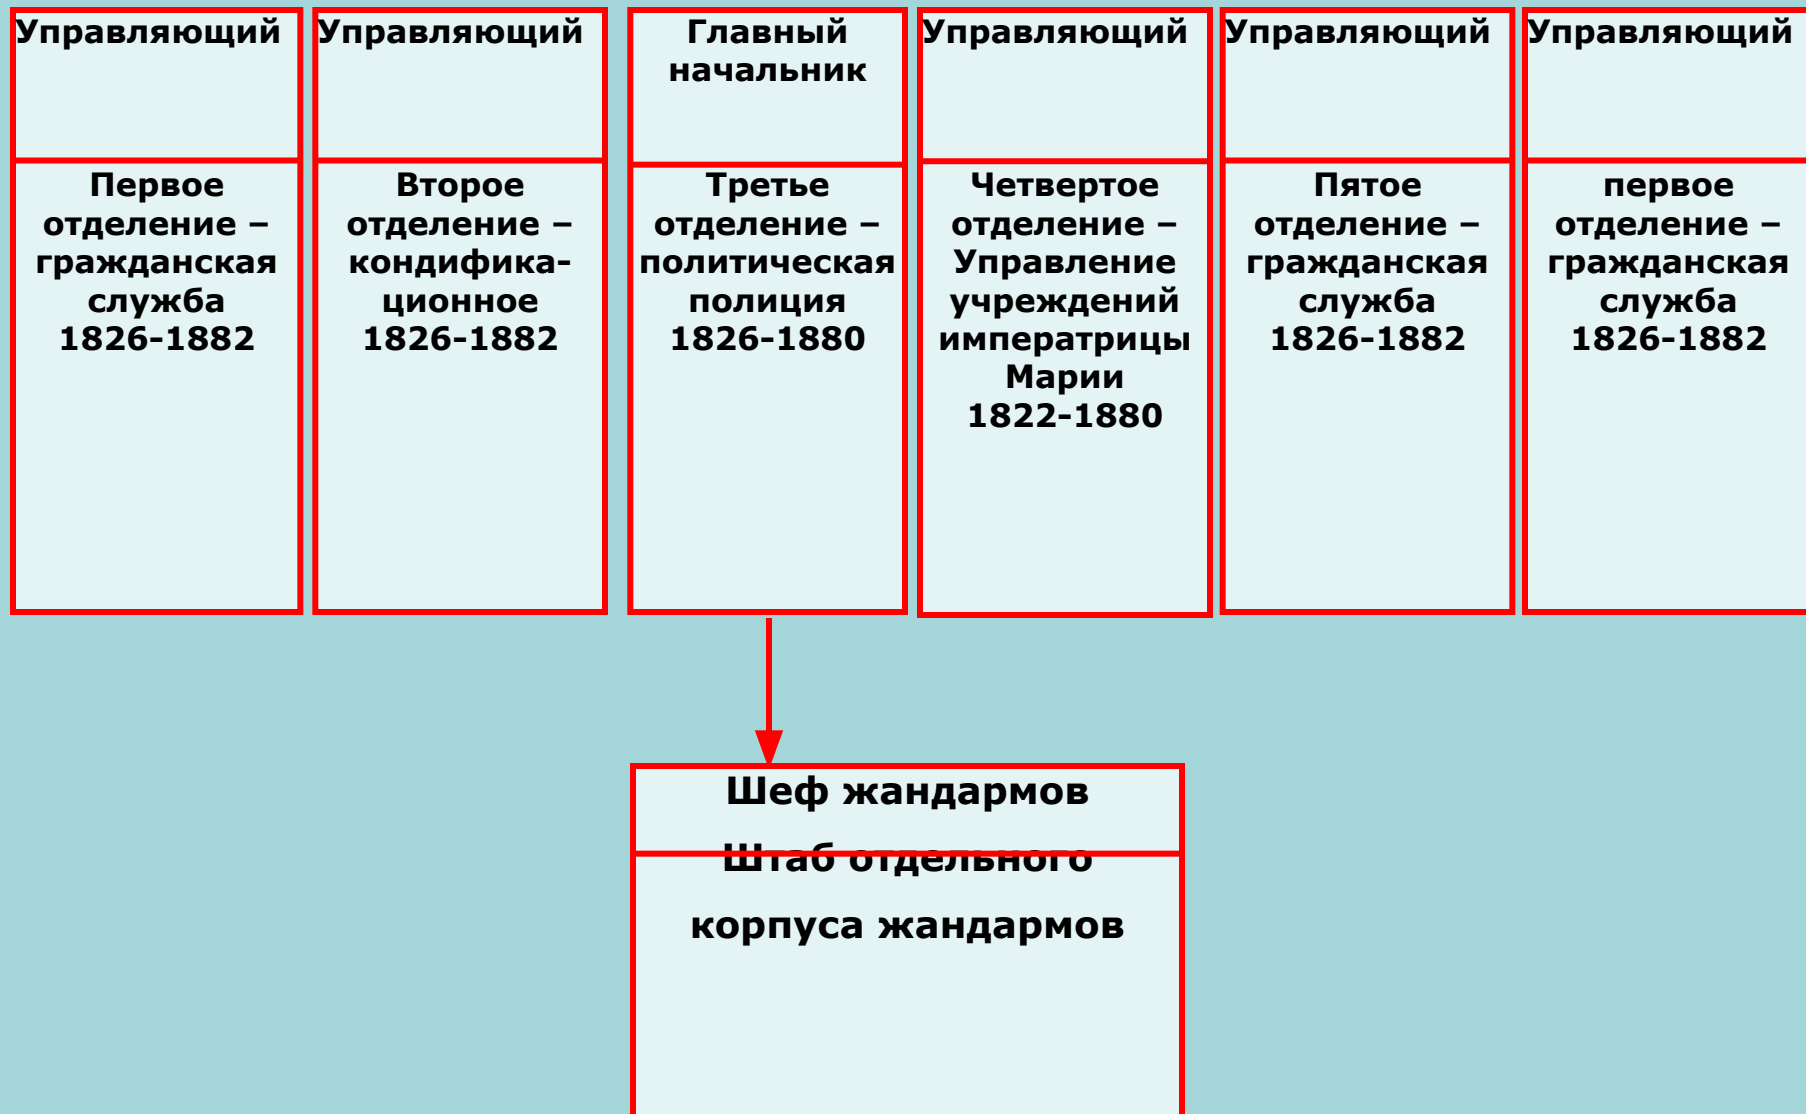 Управляющий
Первое
отделение –
гражданская
служба
1826-1882
Управляющий
Второе
отделение –
кондифика-
ционное
1826-1882
Главный
начальник
Третье
отделение –
политическая
полиция
1826-1880
Управляющий
Четвертое
отделение –
Управление
учреждений
императрицы
Марии
1822-1880
Управляющий
Пятое
отделение –
гражданская
служба
1826-1882
Управляющий
первое
отделение –
гражданская
служба
1826-1882
Шеф жандармов
Штаб отдельного
корпуса жандармов